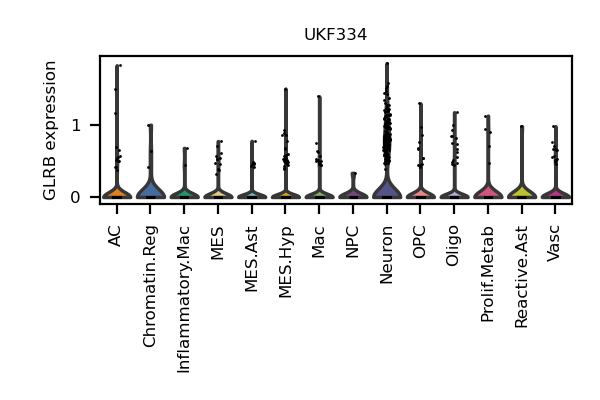 UKF334
GLRB expression
1
0
AC
Chromatin.Reg
Inflammatory.Mac
MES
MES.Ast
MES.Hyp
Mac
NPC
Neuron
OPC
Oligo
Prolif.Metab
Reactive.Ast
Vasc